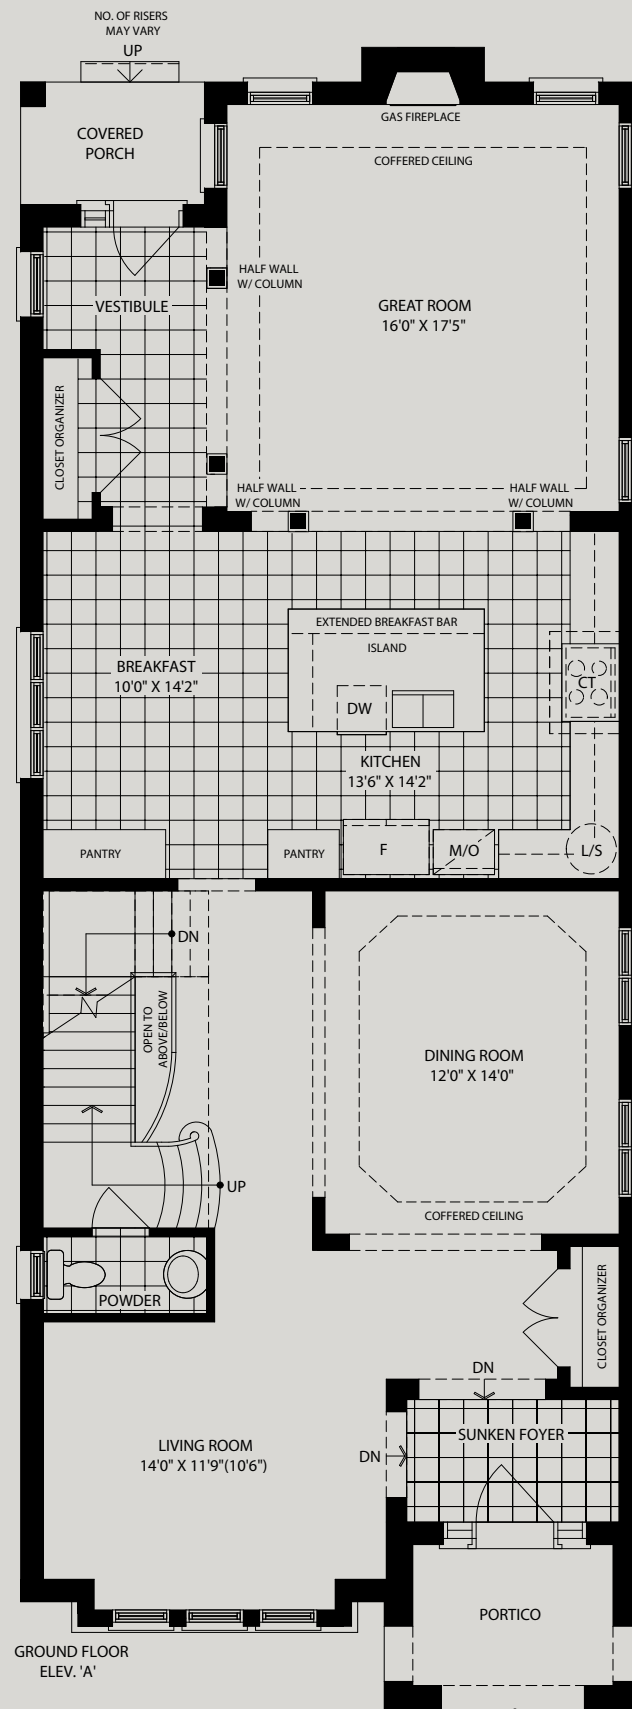 NO. OF RISERS
MAY VARY
UP
COVERED
PORCH
GAS FIREPLACE
COFFERED CEILING
HALF WALL
W/ COLUMN
VESTIBULE
GREAT ROOM
16'0" X 17'5"
CLOSET ORGANIZER
HALF WALL
W/ COLUMN
HALF WALL
W/ COLUMN
EXTENDED BREAKFAST BAR
ISLAND
BREAKFAST
10'0" X 14'2"
CT
DW
KITCHEN
13'6" X 14'2"
PANTRY
PANTRY
F
M/O
L/S
DN
OPEN TO
ABOVE/BELOW
DINING ROOM
12'0" X 14'0"
UP
COFFERED CEILING
POWDER
CLOSET ORGANIZER
DN
SUNKEN FOYER
LIVING ROOM
14'0" X 11'9"(10'6")
DN
PORTICO
GROUND FLOOR
ELEV. 'A'